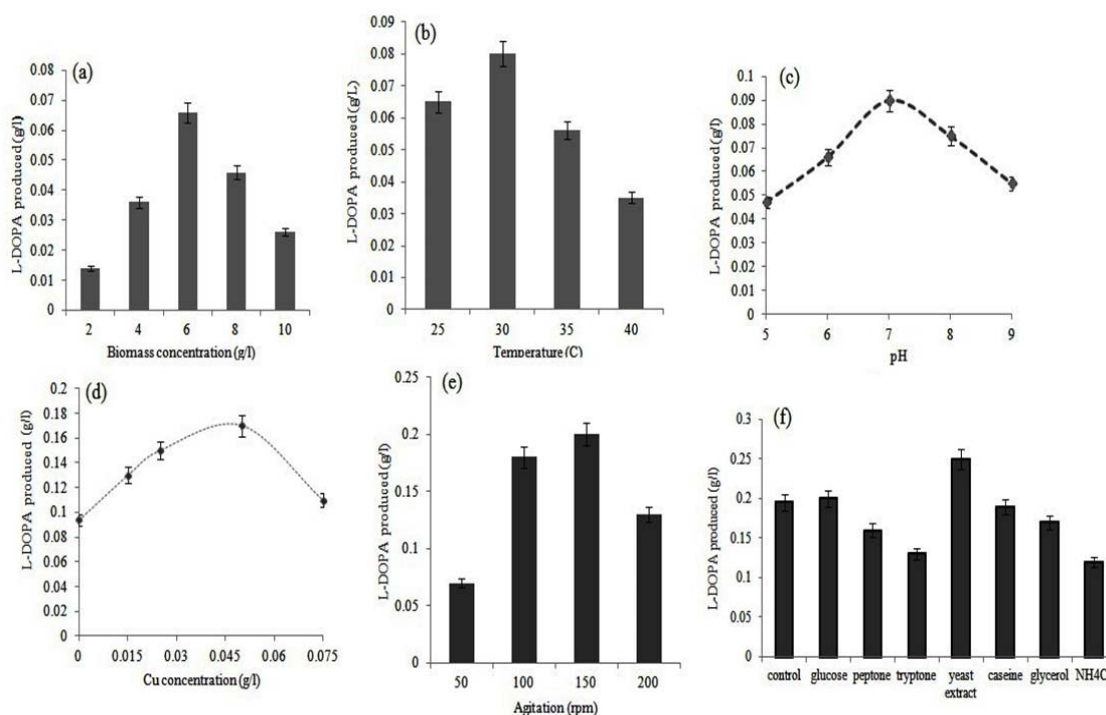 (a)
L-DOPA produced (g/l)
0.08
0.07
0.06
0.05
0.04
0.03
0.02
0.01
0
2 4 6 8 10
Biomass concentration (g/l)
(b)
L-DOPA produced (g/L)
0.09
0.08
0.07
0.06
0.05
0.04
0.03
0.02
0.01
0
25 30 35 40
Temperature (C)
(c)
L-DOPA produced (g/l)
0.1
0.09
0.08
0.07
0.06
0.05
0.04
0.03
0.02
0.01
0
5 6 7 8 9
pH
(d)
L-DOPA produced (g/l)
0.2
0.18
0.16
0.14
0.12
0.1
0.08
0.06
0.04
0.02
0
0 0.015 0.03 0.045 0.06 0.075
Cu concentration (g/l)
(e)
L-DOPA produced (g/l)
0.25
0.2
0.15
0.1
0.05
0
50 100 150 200
Agitation (rpm)
(f)
L-DOPA produced (g/l)
0.3
0.25
0.2
0.15
0.1
0.05
0
control glucose peptone tryptone yeast caseine glycerol NH4C
extract